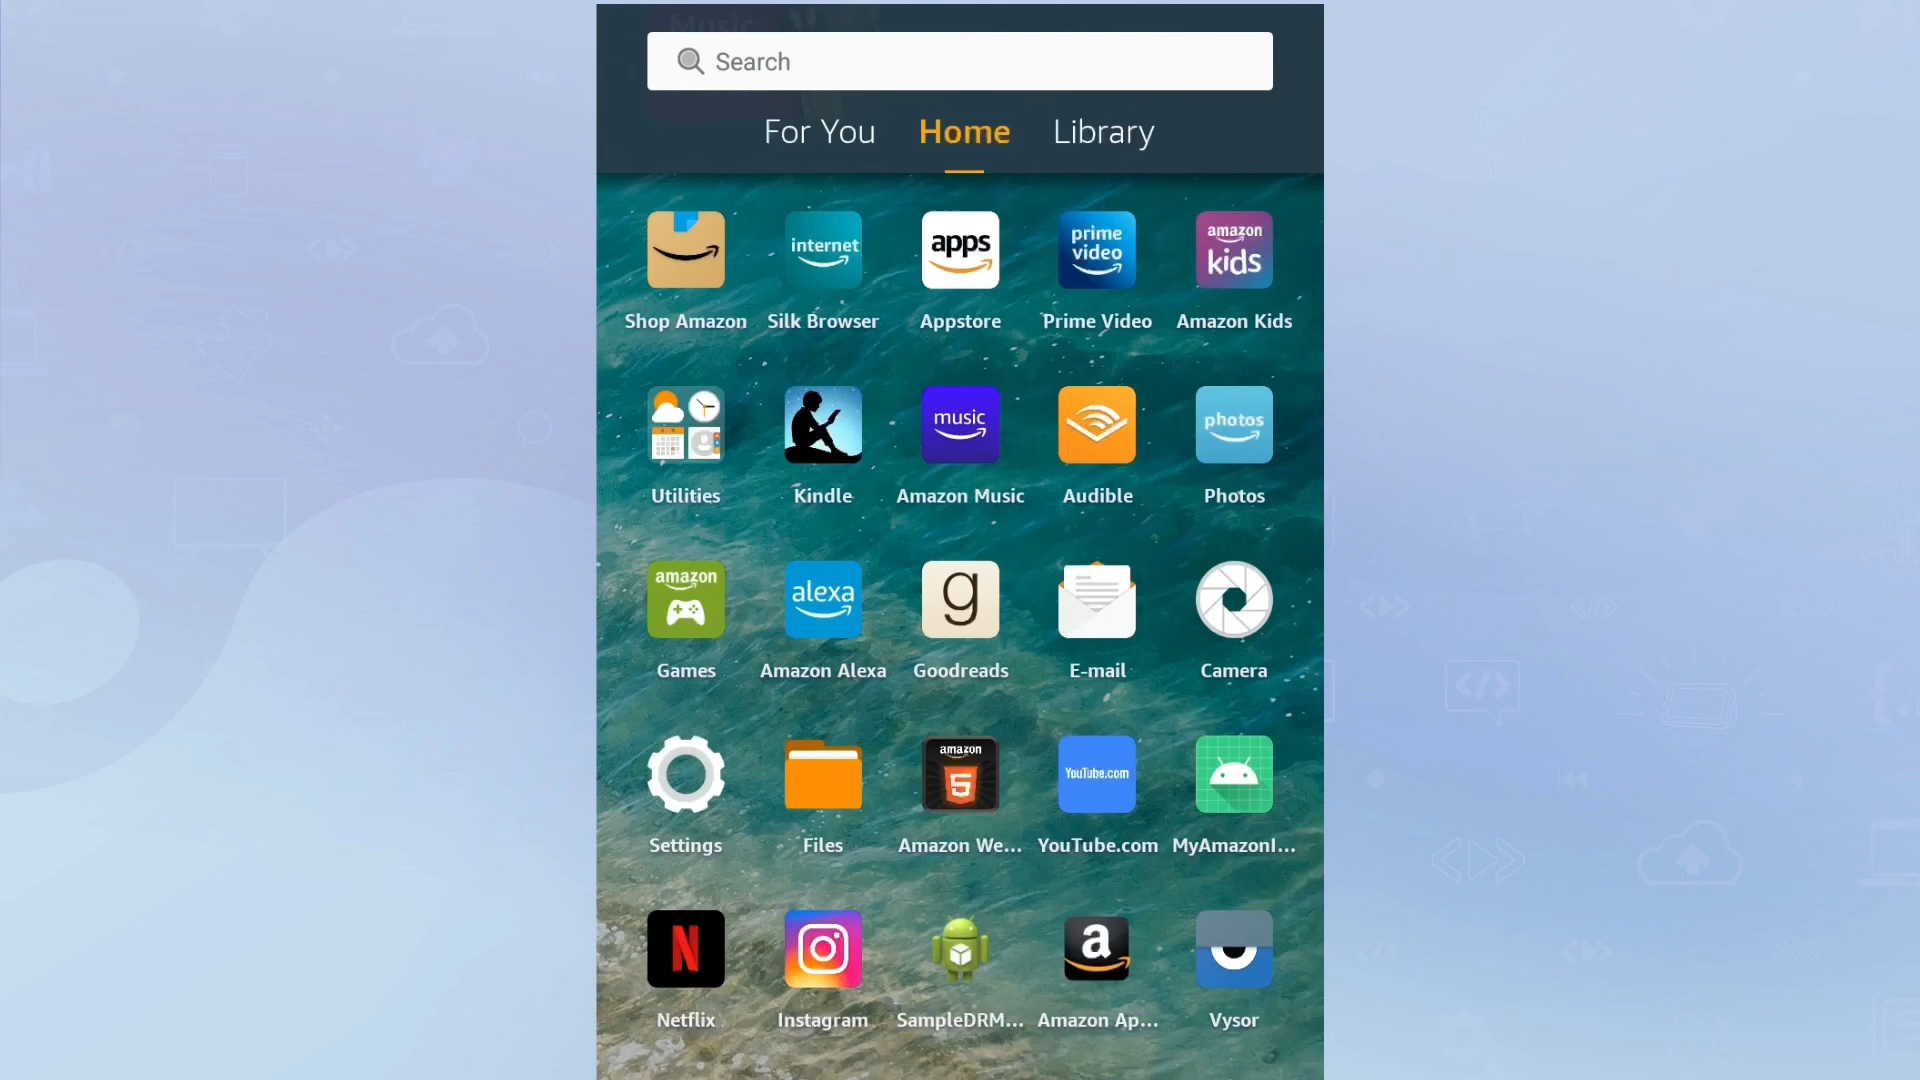 Search
For You Home Library
internet
apps
prime
video
amazon
kids
Shop Amazon Silk Browser Appstore Prime Video Amazon Kids
music
photos
Utilities Kindle Amazon Music Audible Photos
amazon
alexa
g
Games Amazon Alexa Goodreads E-mail Camera
amazon
5
YouTube.com
Settings Files Amazon We... YouTube.com MyAmazonI...
N
a
Netflix Instagram SampleDRM... Amazon Ap... Vysor